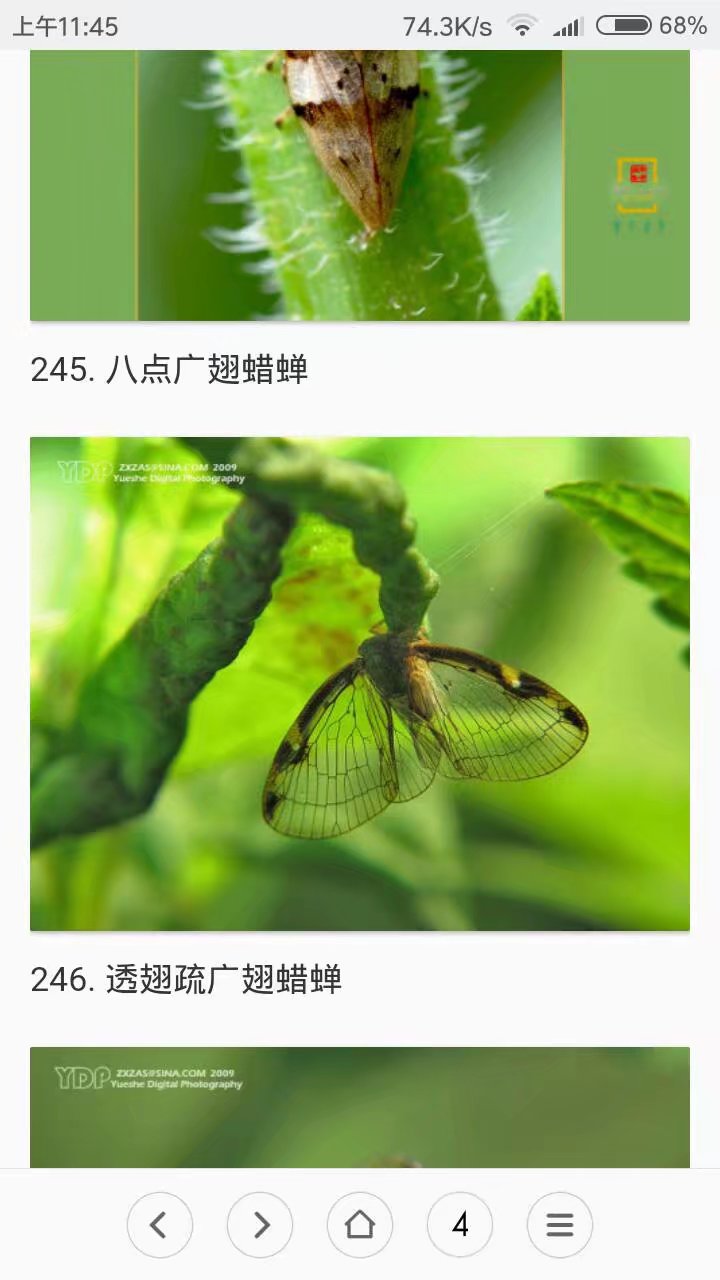 上午11:45 74.3K/s 68%
245. 八点广翅蜡蝉
YDP ZXZAS@SINA.COM 2009
Yueshe Digital Photography
246. 透翅疏广翅蜡蝉
YDP ZXZAS@SINA.COM 2009
Yueshe Digital Photography
4